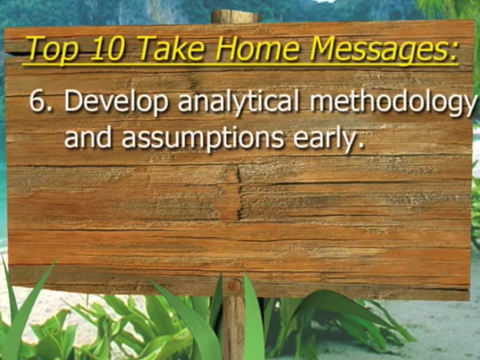 Top 10 Take Home Messages:
6. Develop analytical methodology
and assumptions early.